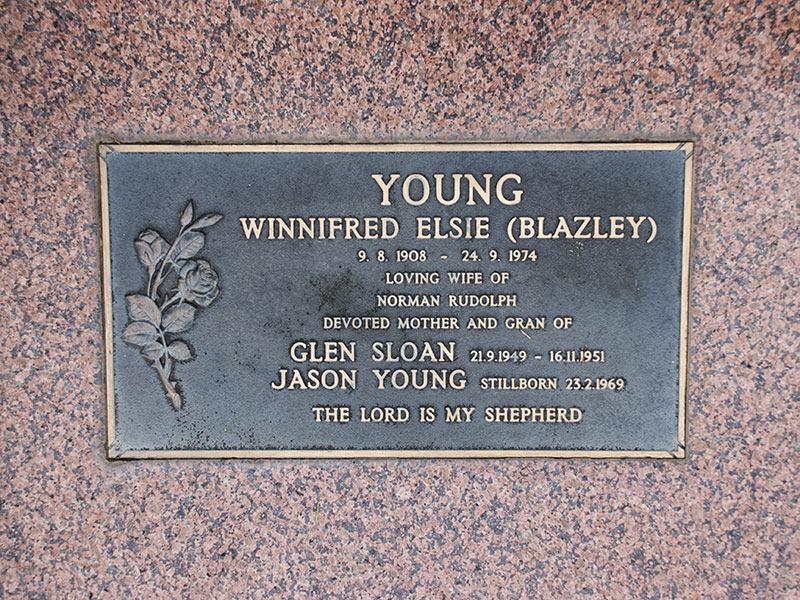 YOUNG
WINNIFRED ELSIE (BLAZLEY)
9. 8. 1908 - 24. 9. 1974
LOVING WIFE OF
NORMAN RUDOLPH
DEVOTED MOTHER AND GRAN OF
GLEN SLOAN 21.9.1949 - 16.11.1951
JASON YOUNG STILLBORN 23.2.1969
THE LORD IS MY SHEPHERD